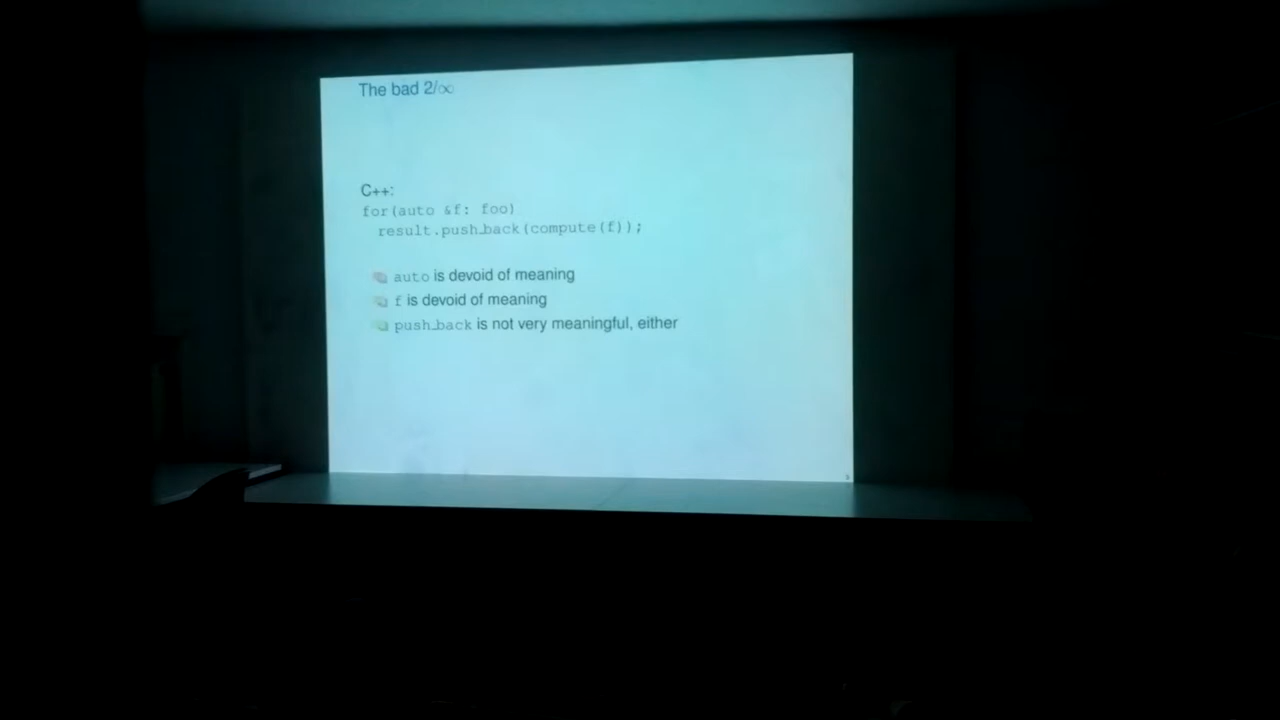 The bad 2/∞
C++:
for(auto &f: foo)
result.push_back(compute(f));
auto is devoid of meaning
f is devoid of meaning
push_back is not very meaningful, either